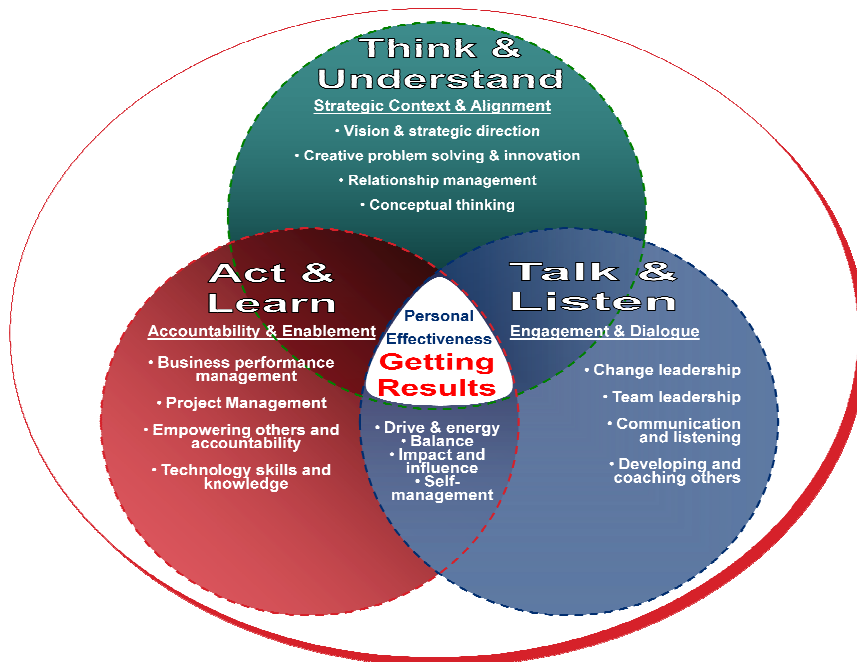 Think &
Understand
Strategic Context & Alignment
• Vision & strategic direction
• Creative problem solving & innovation
• Relationship management
• Conceptual thinking
Act &
Learn
Accountability & Enablement
• Business performance
management
• Project Management
• Empowering others and
accountability
• Technology skills and
knowledge
Personal
Effectiveness
Getting
Results
• Drive & energy
• Balance
• Impact and
influence
• Self-
management
Talk &
Listen
Engagement & Dialogue
• Change leadership
• Team leadership
• Communication
and listening
• Developing and
coaching others